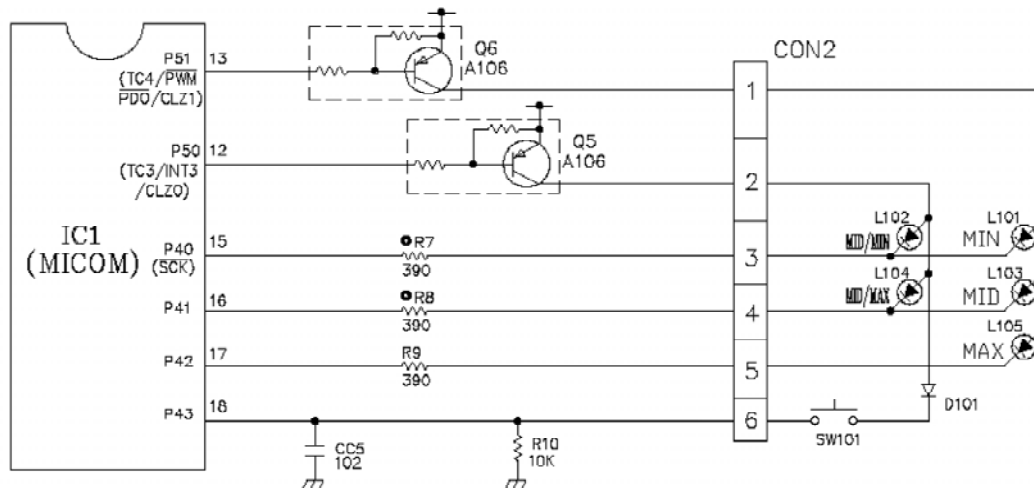 P51
13
(TC4/PWM
PDO/CLZ1)
Q6
A106
CON2
1
P50
12
(TC3/INT3
/CLZ0)
Q5
A106
2
IC1
(MICOM)
P40
15
(SCK)
R7
390
3
L102
MID/MIN
L101
MIN
P41
16
R8
390
4
L104
MID/MAX
L103
MID
P42
17
R9
390
5
L105
MAX
P43
18
6
D101
SW101
CC5
102
R10
10K